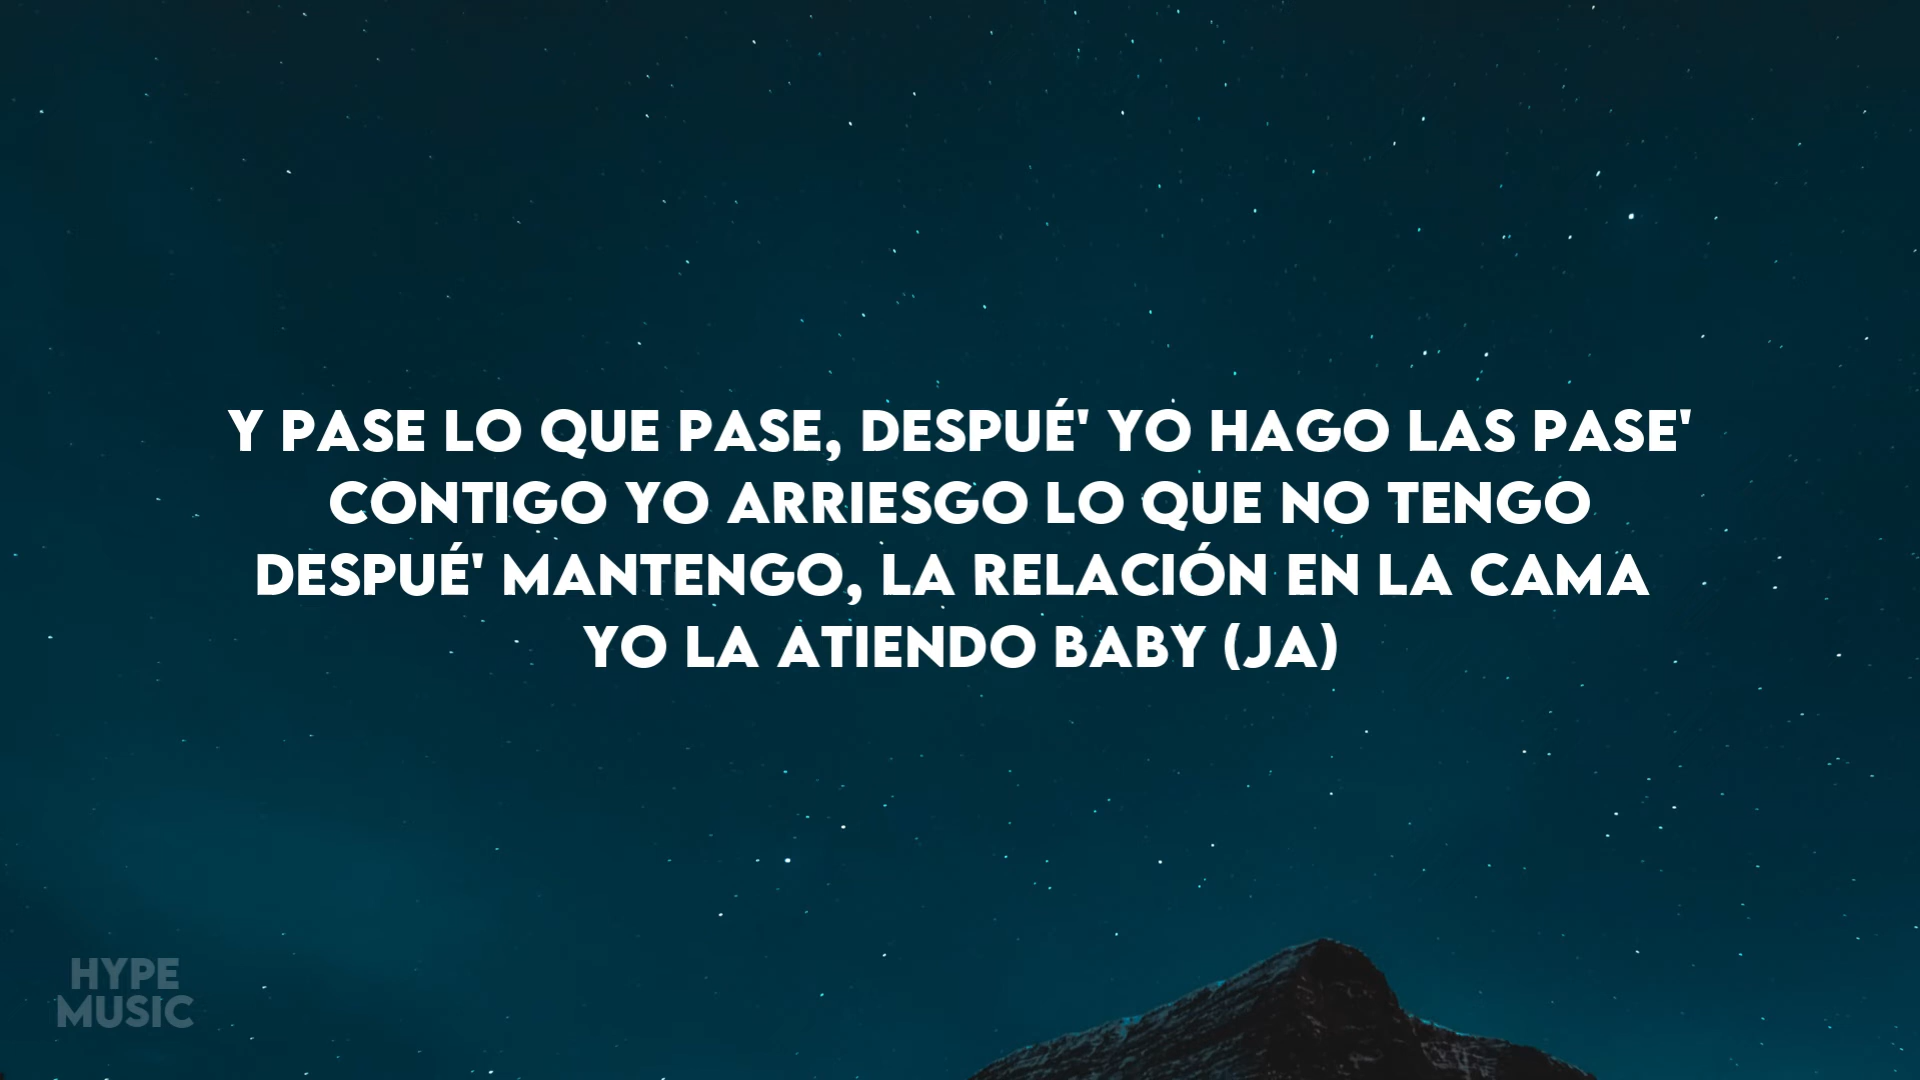 Y PASE LO QUE PASE, DESPUÉ' YO HAGO LAS PASE'
CONTIGO YO ARRIESGO LO QUE NO TENGO
DESPUÉ' MANTENGO, LA RELACIÓN EN LA CAMA
YO LA ATIENDO BABY (JA)
HYPE
MUSIC